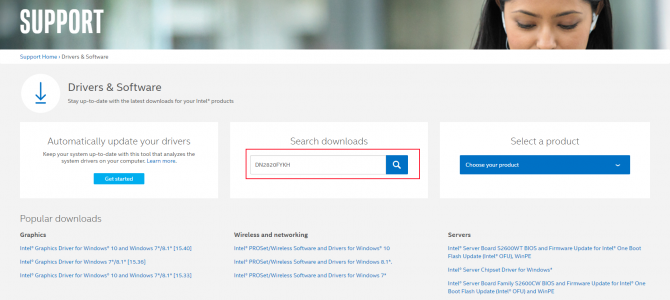 SUPPORT
Support Home › Drivers & Software
Drivers & Software
Stay up-to-date with the latest downloads for your Intel® products
Automatically update your drivers
Keep your system up-to-date with this tool that analyzes the
system drivers on your computer. Learn more.
Get started
Search downloads
DN2820FYKH
Select a product
Choose your product
Popular downloads
Graphics
Intel® Graphics Driver for Windows® 10 and Windows 7*/8.1* [15.40]
Intel® Graphics Driver for Windows 7*/8.1* [15.36]
Intel® Graphics Driver for Windows® 10 and Windows 7*/8.1* [15.33]
Wireless and networking
Intel® PROSet/Wireless Software and Drivers for Windows® 10
Intel® PROSet/Wireless Software and Drivers for Windows 8.1*.
Intel® PROSet/Wireless Software and Drivers for Windows 7*
Servers
Intel® Server Board S2600WT BIOS and Firmware Update for Intel® One Boot
Flash Update (Intel® OFU), WinPE
Intel® Server Chipset Driver for Windows*
Intel® Server Board Family S2600CW BIOS and Firmware Update for Intel® One
Boot Flash Update (Intel® OFU) and WinPE